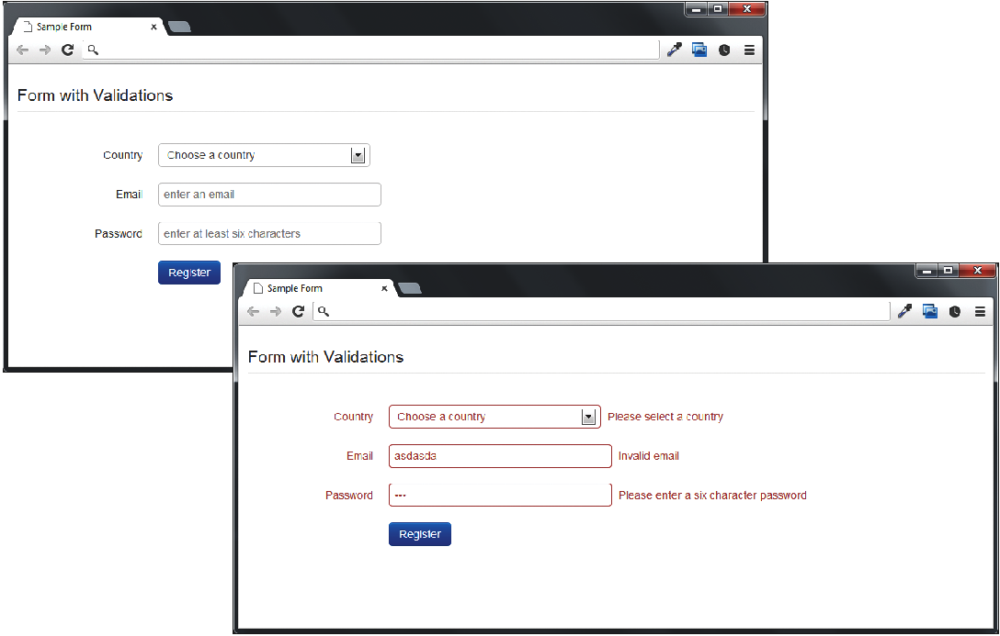 Sample Form
Form with Validations
Country Choose a country
Email enter an email
Password enter at least six characters
Register
Sample Form
Form with Validations
Country Choose a country Please select a country
Email asdasda Invalid email
Password --- Please enter a six character password
Register